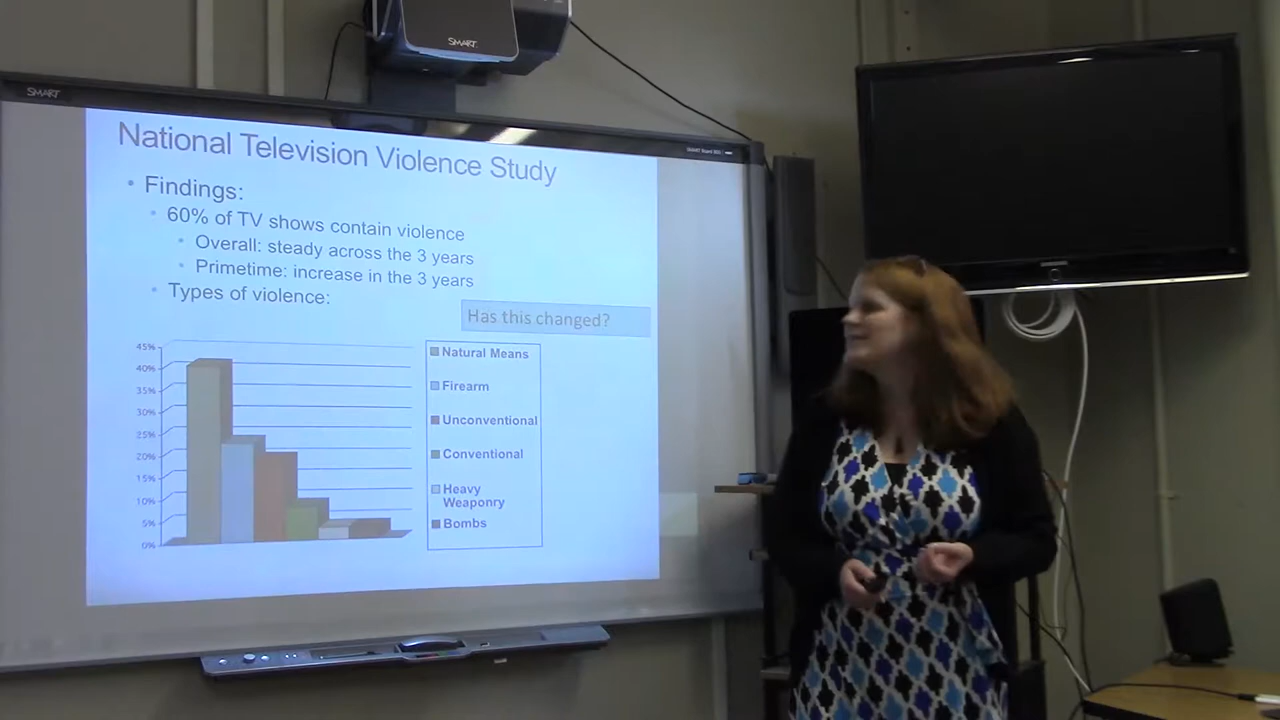 SMART
SMART
National Television Violence Study
• Findings:
• 60% of TV shows contain violence
• Overall: steady across the 3 years
• Primetime: increase in the 3 years
• Types of violence:
Has this changed?
45%
40%
35%
30%
25%
20%
15%
10%
5%
0%
Natural Means
Firearm
Unconventional
Conventional
Heavy
Weaponry
Bombs